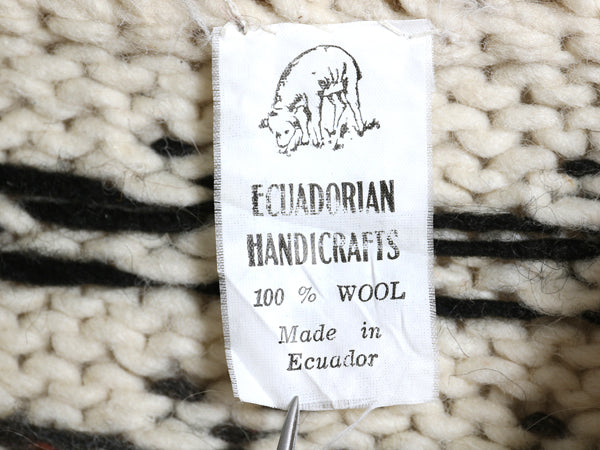 ECUADORIAN
HANDICRAFTS
100 % WOOL
Made in
Ecuador